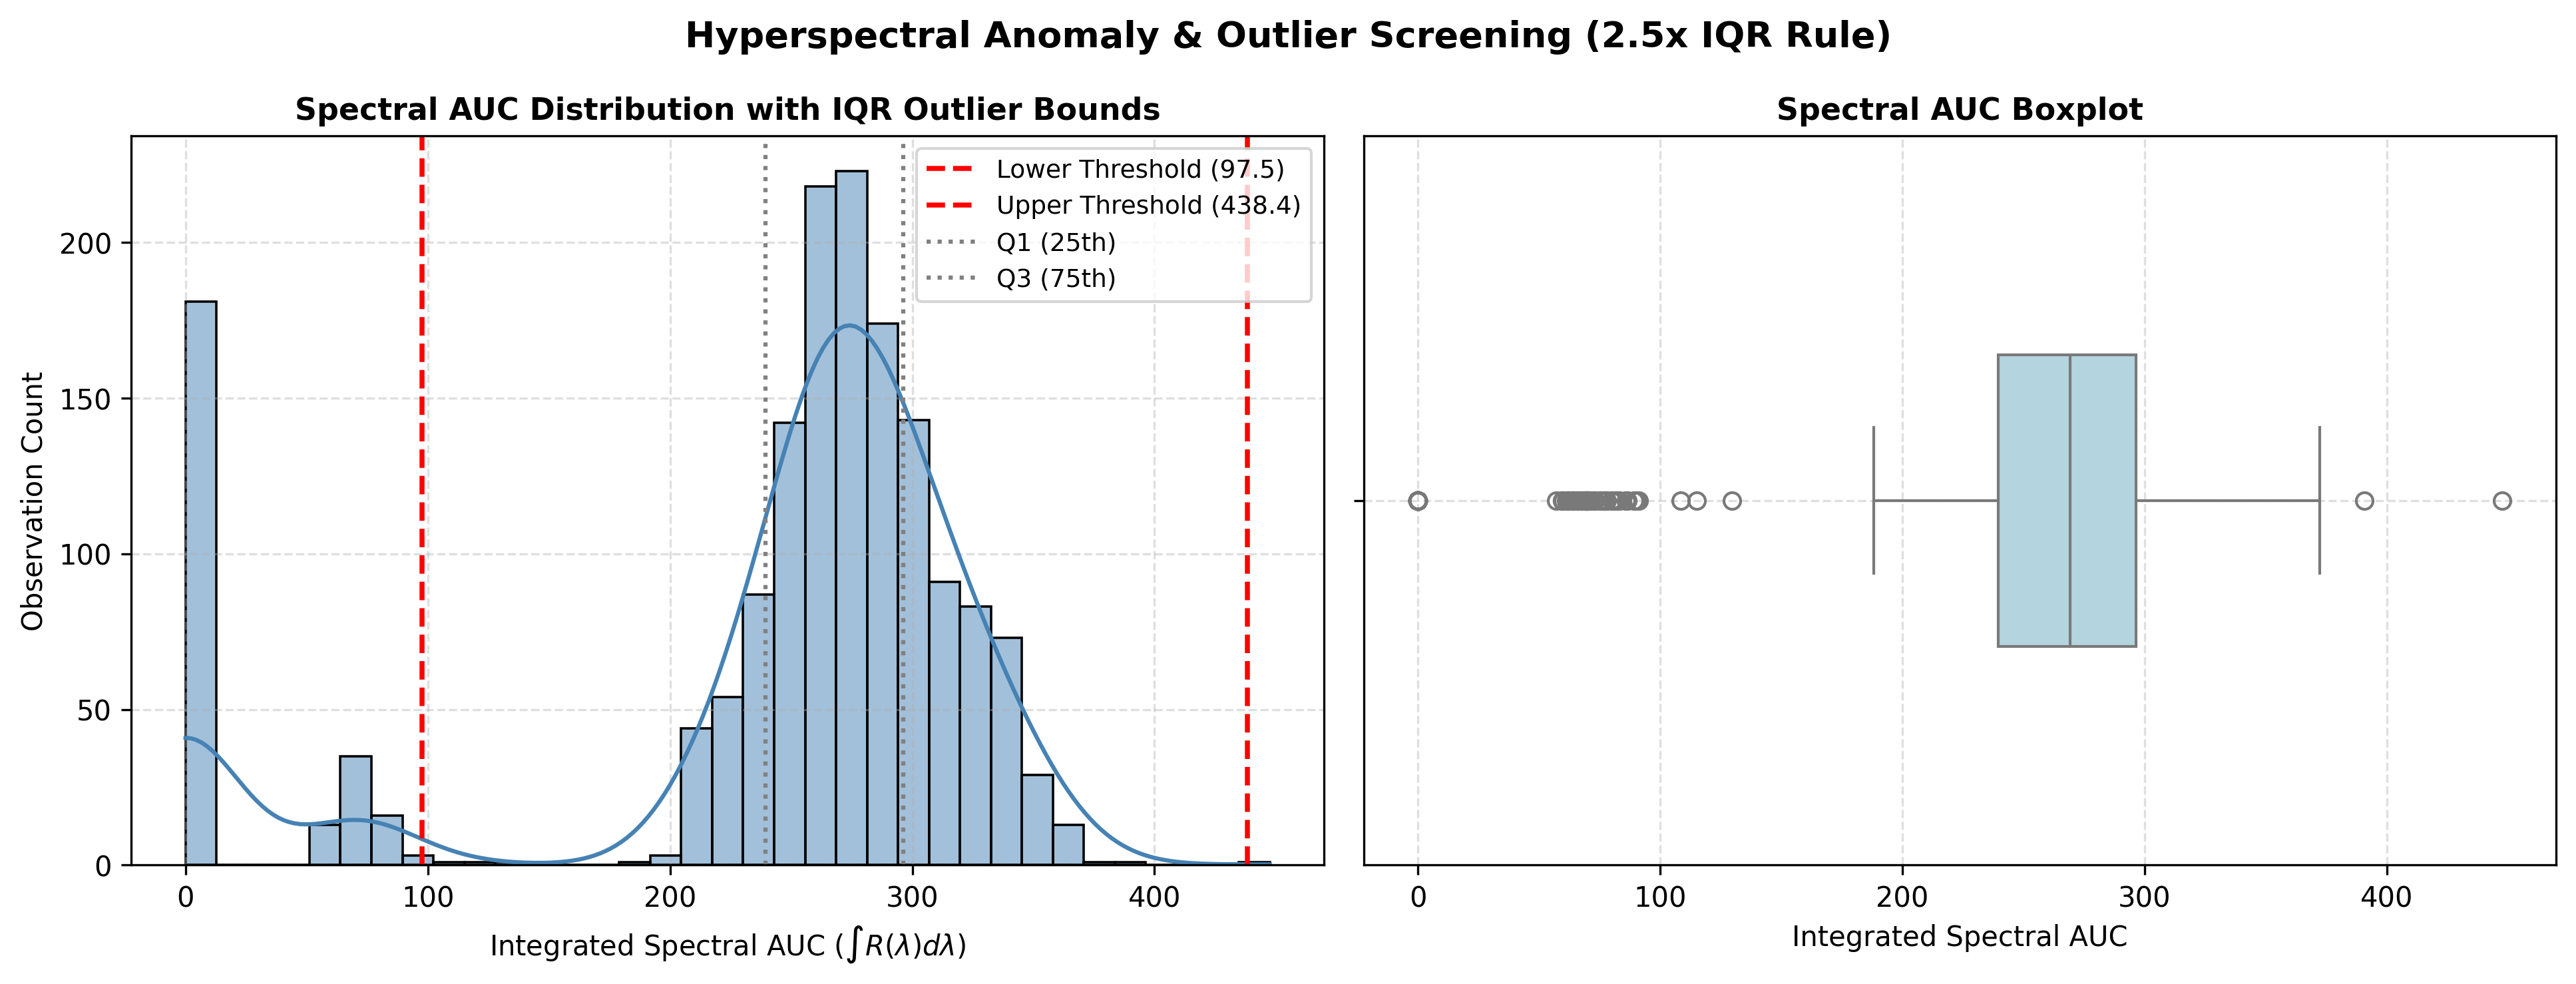 Hyperspectral Anomaly & Outlier Screening (2.5x IQR Rule)
Spectral AUC Distribution with IQR Outlier Bounds
Lower Threshold (97.5)
Upper Threshold (438.4)
Q1 (25th)
Q3 (75th)
Observation Count
200
150
100
50
0
0 100 200 300 400
Integrated Spectral AUC (∫R(λ)dλ)
Spectral AUC Boxplot
0 100 200 300 400
Integrated Spectral AUC